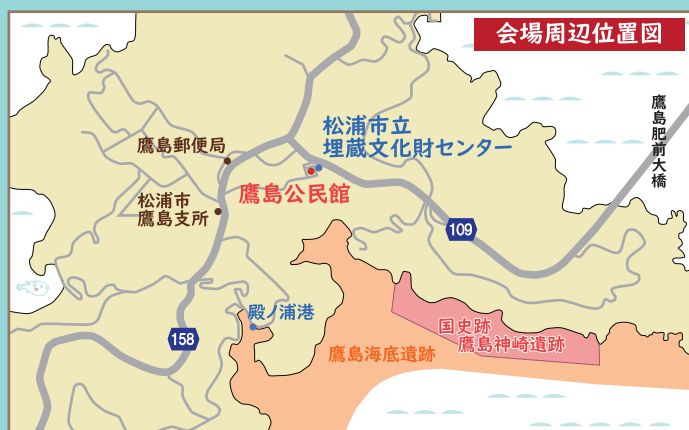 会場周辺位置図
鷹島肥前大橋
松浦市立
埋蔵文化財センター
鷹島郵便局
鷹島公民館
松浦市
鷹島支所
109
殿ノ浦港
国史跡
鷹島神崎遺跡
158
鷹島海底遺跡